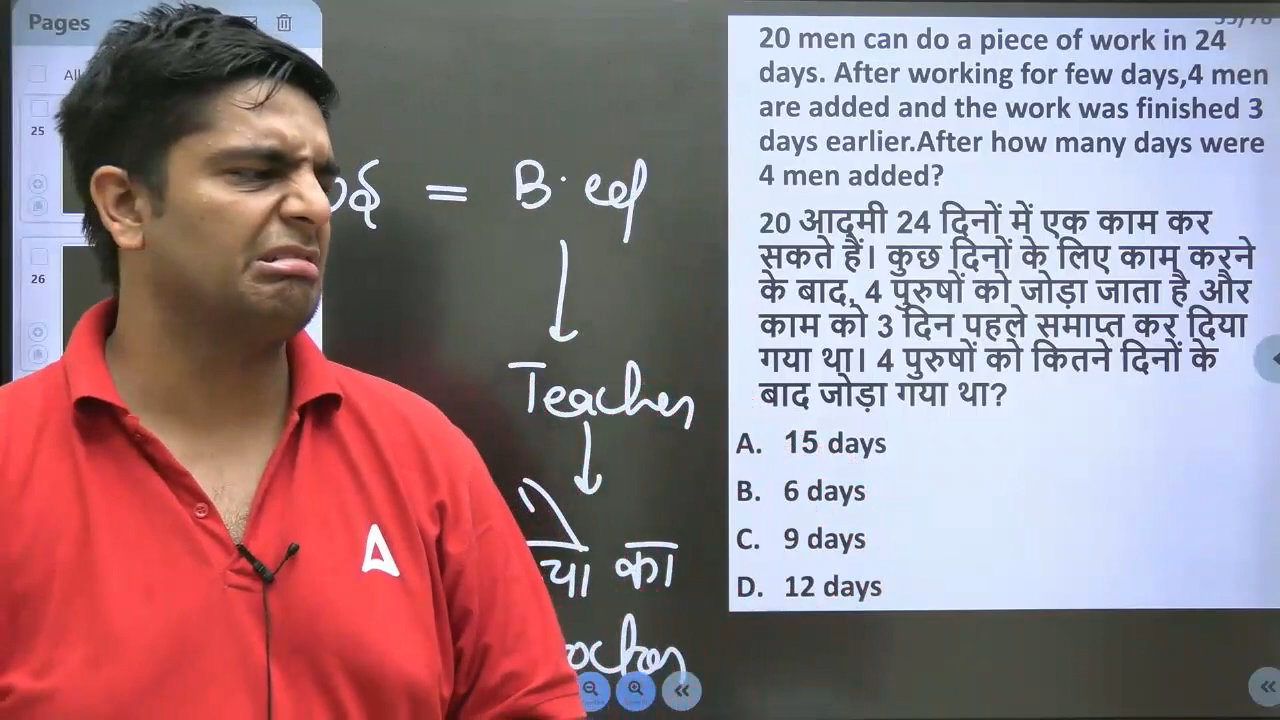 Pages
All
25
26
= B.
Teacher
का
20 men can do a piece of work in 24
days. After working for few days,4 men
are added and the work was finished 3
days earlier.After how many days were
4 men added?
20 आदमी 24 दिनों में एक काम कर
सकते हैं। कुछ दिनों के लिए काम करने
के बाद, 4 पुरुषों को जोड़ा जाता है और
काम को 3 दिन पहले समाप्त कर दिया
गया था। 4 पुरुषों को कितने दिनों के
बाद जोड़ा गया था?
A. 15 days
B. 6 days
C. 9 days
D. 12 days